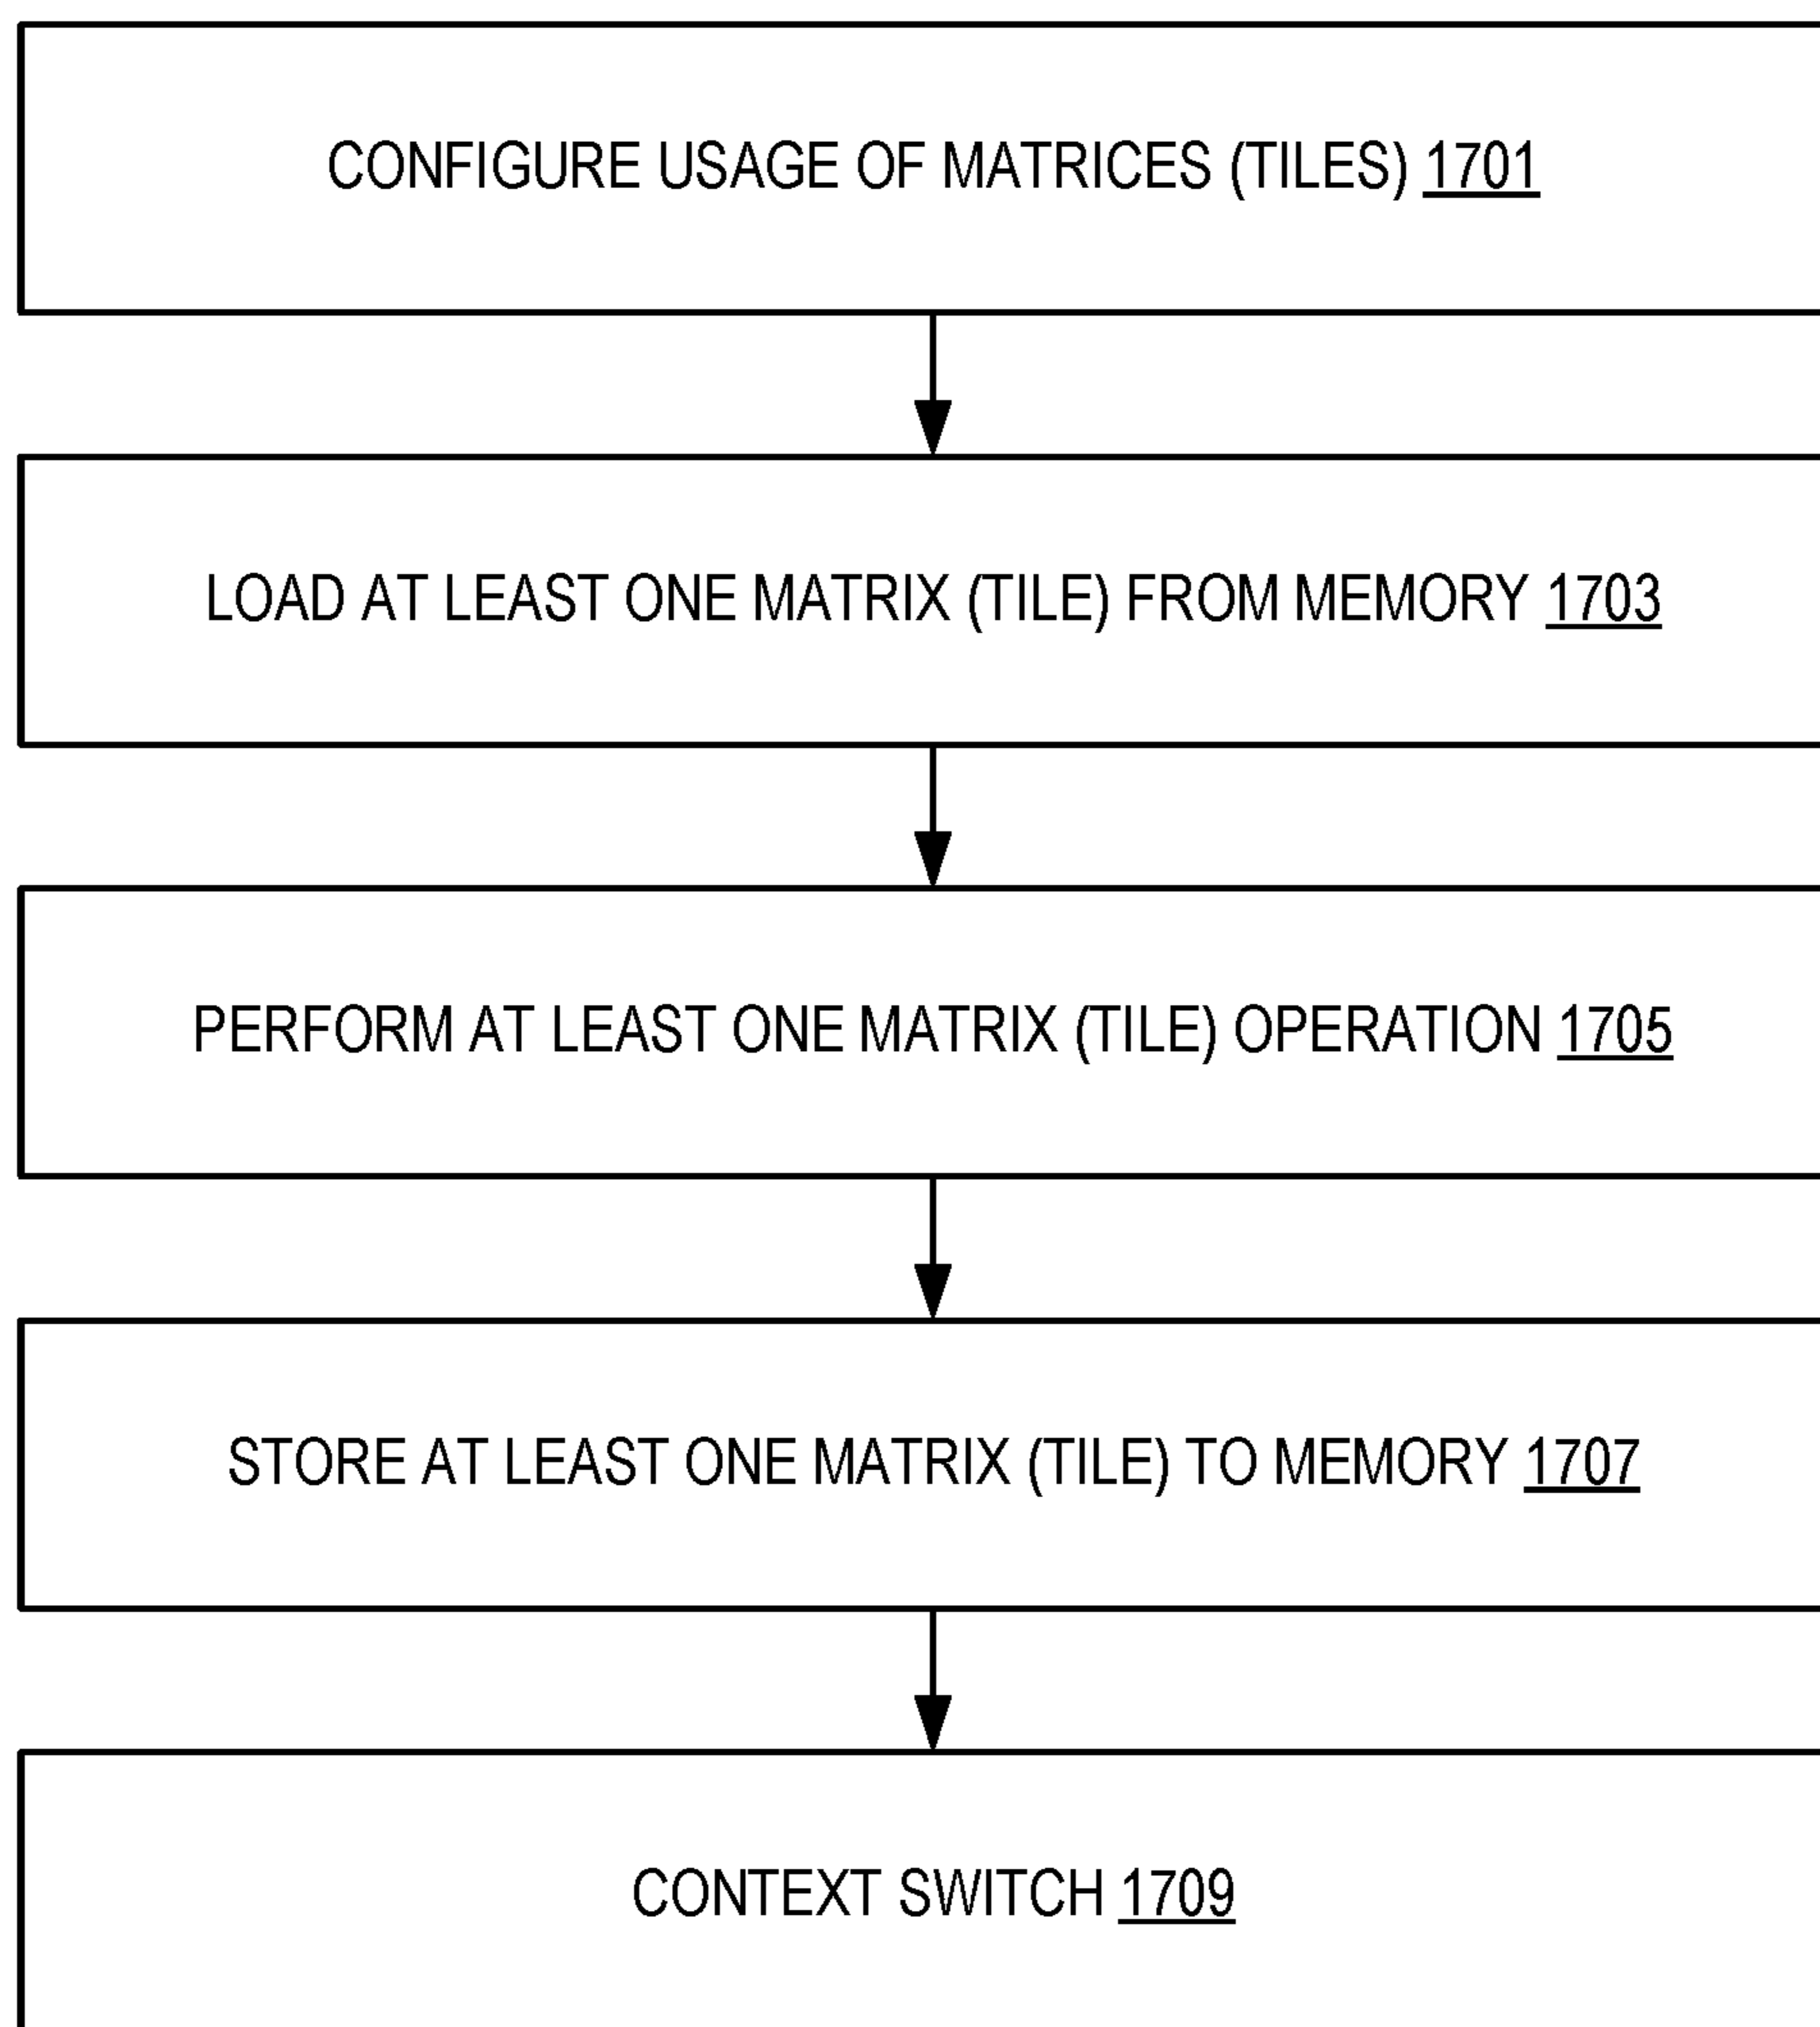 CONFIGURE USAGE OF MATRICES (TILES) 1701
LOAD AT LEAST ONE MATRIX (TILE) FROM MEMORY 1703
PERFORM AT LEAST ONE MATRIX (TILE) OPERATION 1705
STORE AT LEAST ONE MATRIX (TILE) TO MEMORY 1707
CONTEXT SWITCH 1709